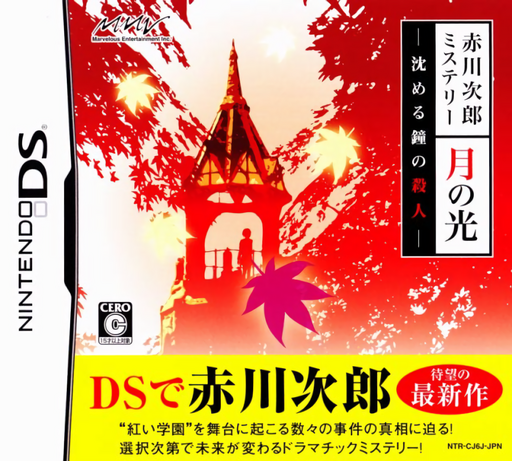 Marvelous Entertainment Inc.
赤川次郎
ミステリー
月の光
―沈める鐘の殺人―
NINTENDO DS
CERO
C
15才以上対象
DSで赤川次郎
待望の
最新作
“紅い学園”を舞台に起こる数々の事件の真相に迫る!
選択次第で未来が変わるドラマチックミステリー!
NTR-CJ6J-JPN